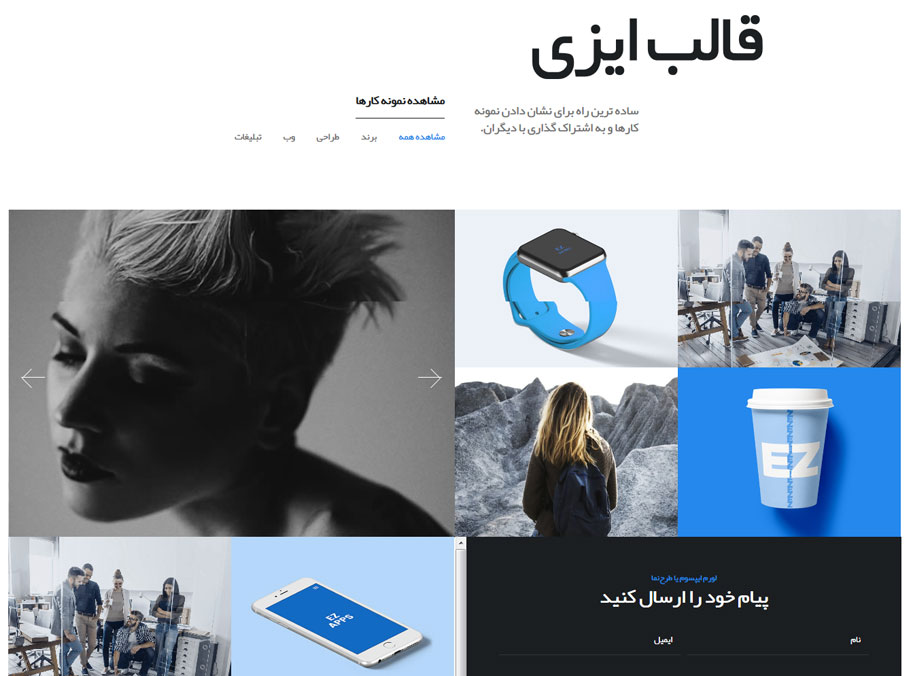 قالب ایزی
ساده ترین راه برای نشان دادن نمونه
کارها و به اشتراک گذاری با دیگران.
مشاهده نمونه کارها
مشاهده همه برند طراحی وب تبلیغات
EZ
EZ
EZ
APPS
لورم ایپسوم یا طرح‌نما
پیام خود را ارسال کنید
نام ایمیل